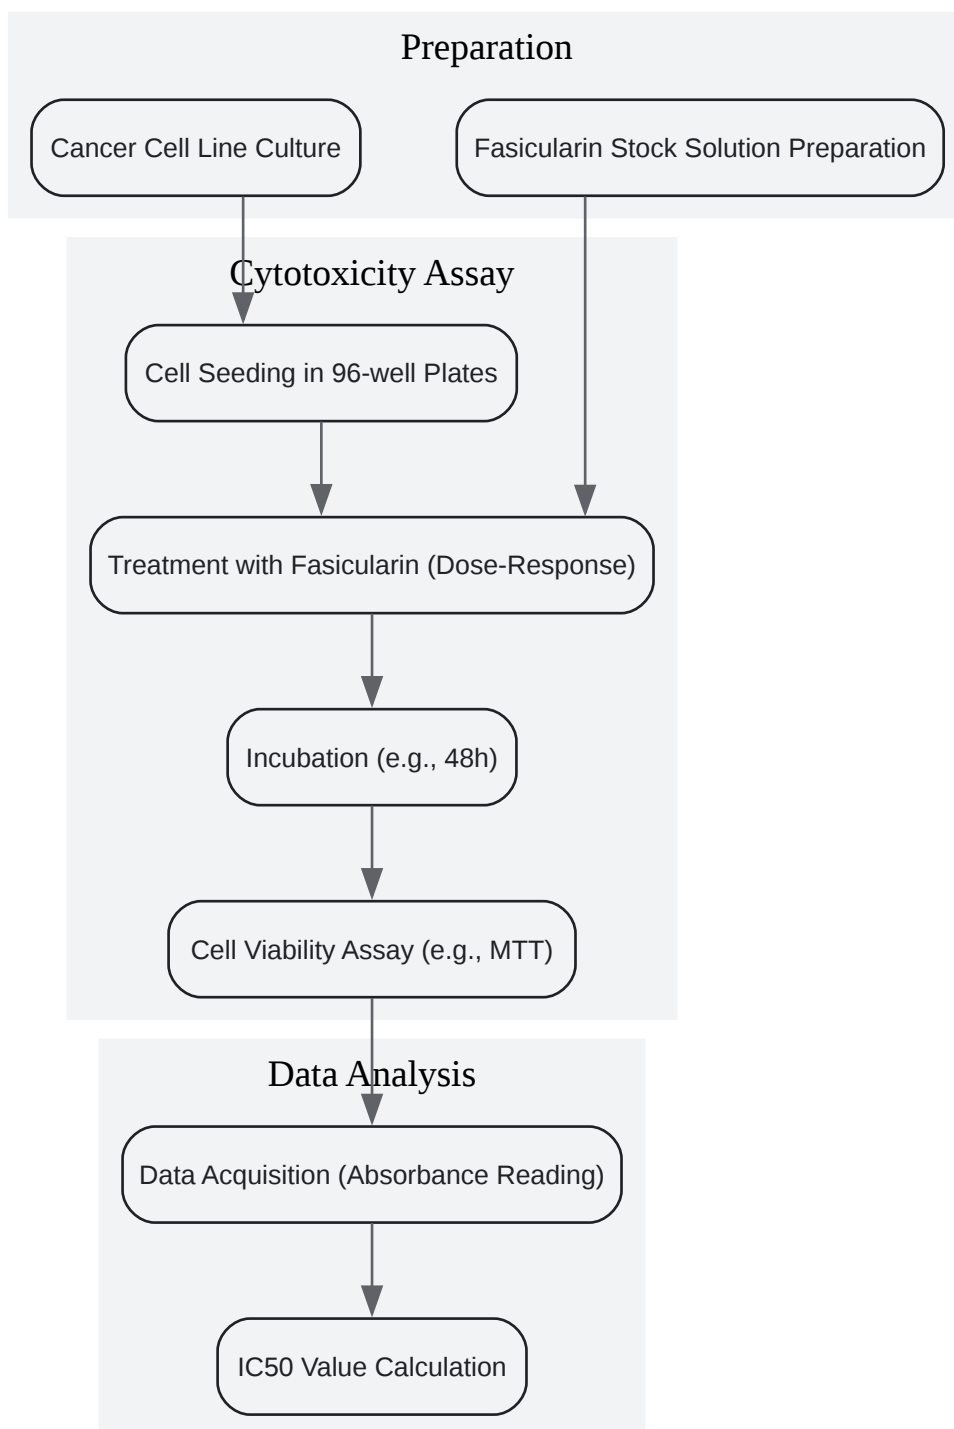 Preparation
Cancer Cell Line Culture
Fasicularin Stock Solution Preparation
Cytotoxicity Assay
Cell Seeding in 96-well Plates
Treatment with Fasicularin (Dose-Response)
Incubation (e.g., 48h)
Cell Viability Assay (e.g., MTT)
Data Analysis
Data Acquisition (Absorbance Reading)
IC50 Value Calculation